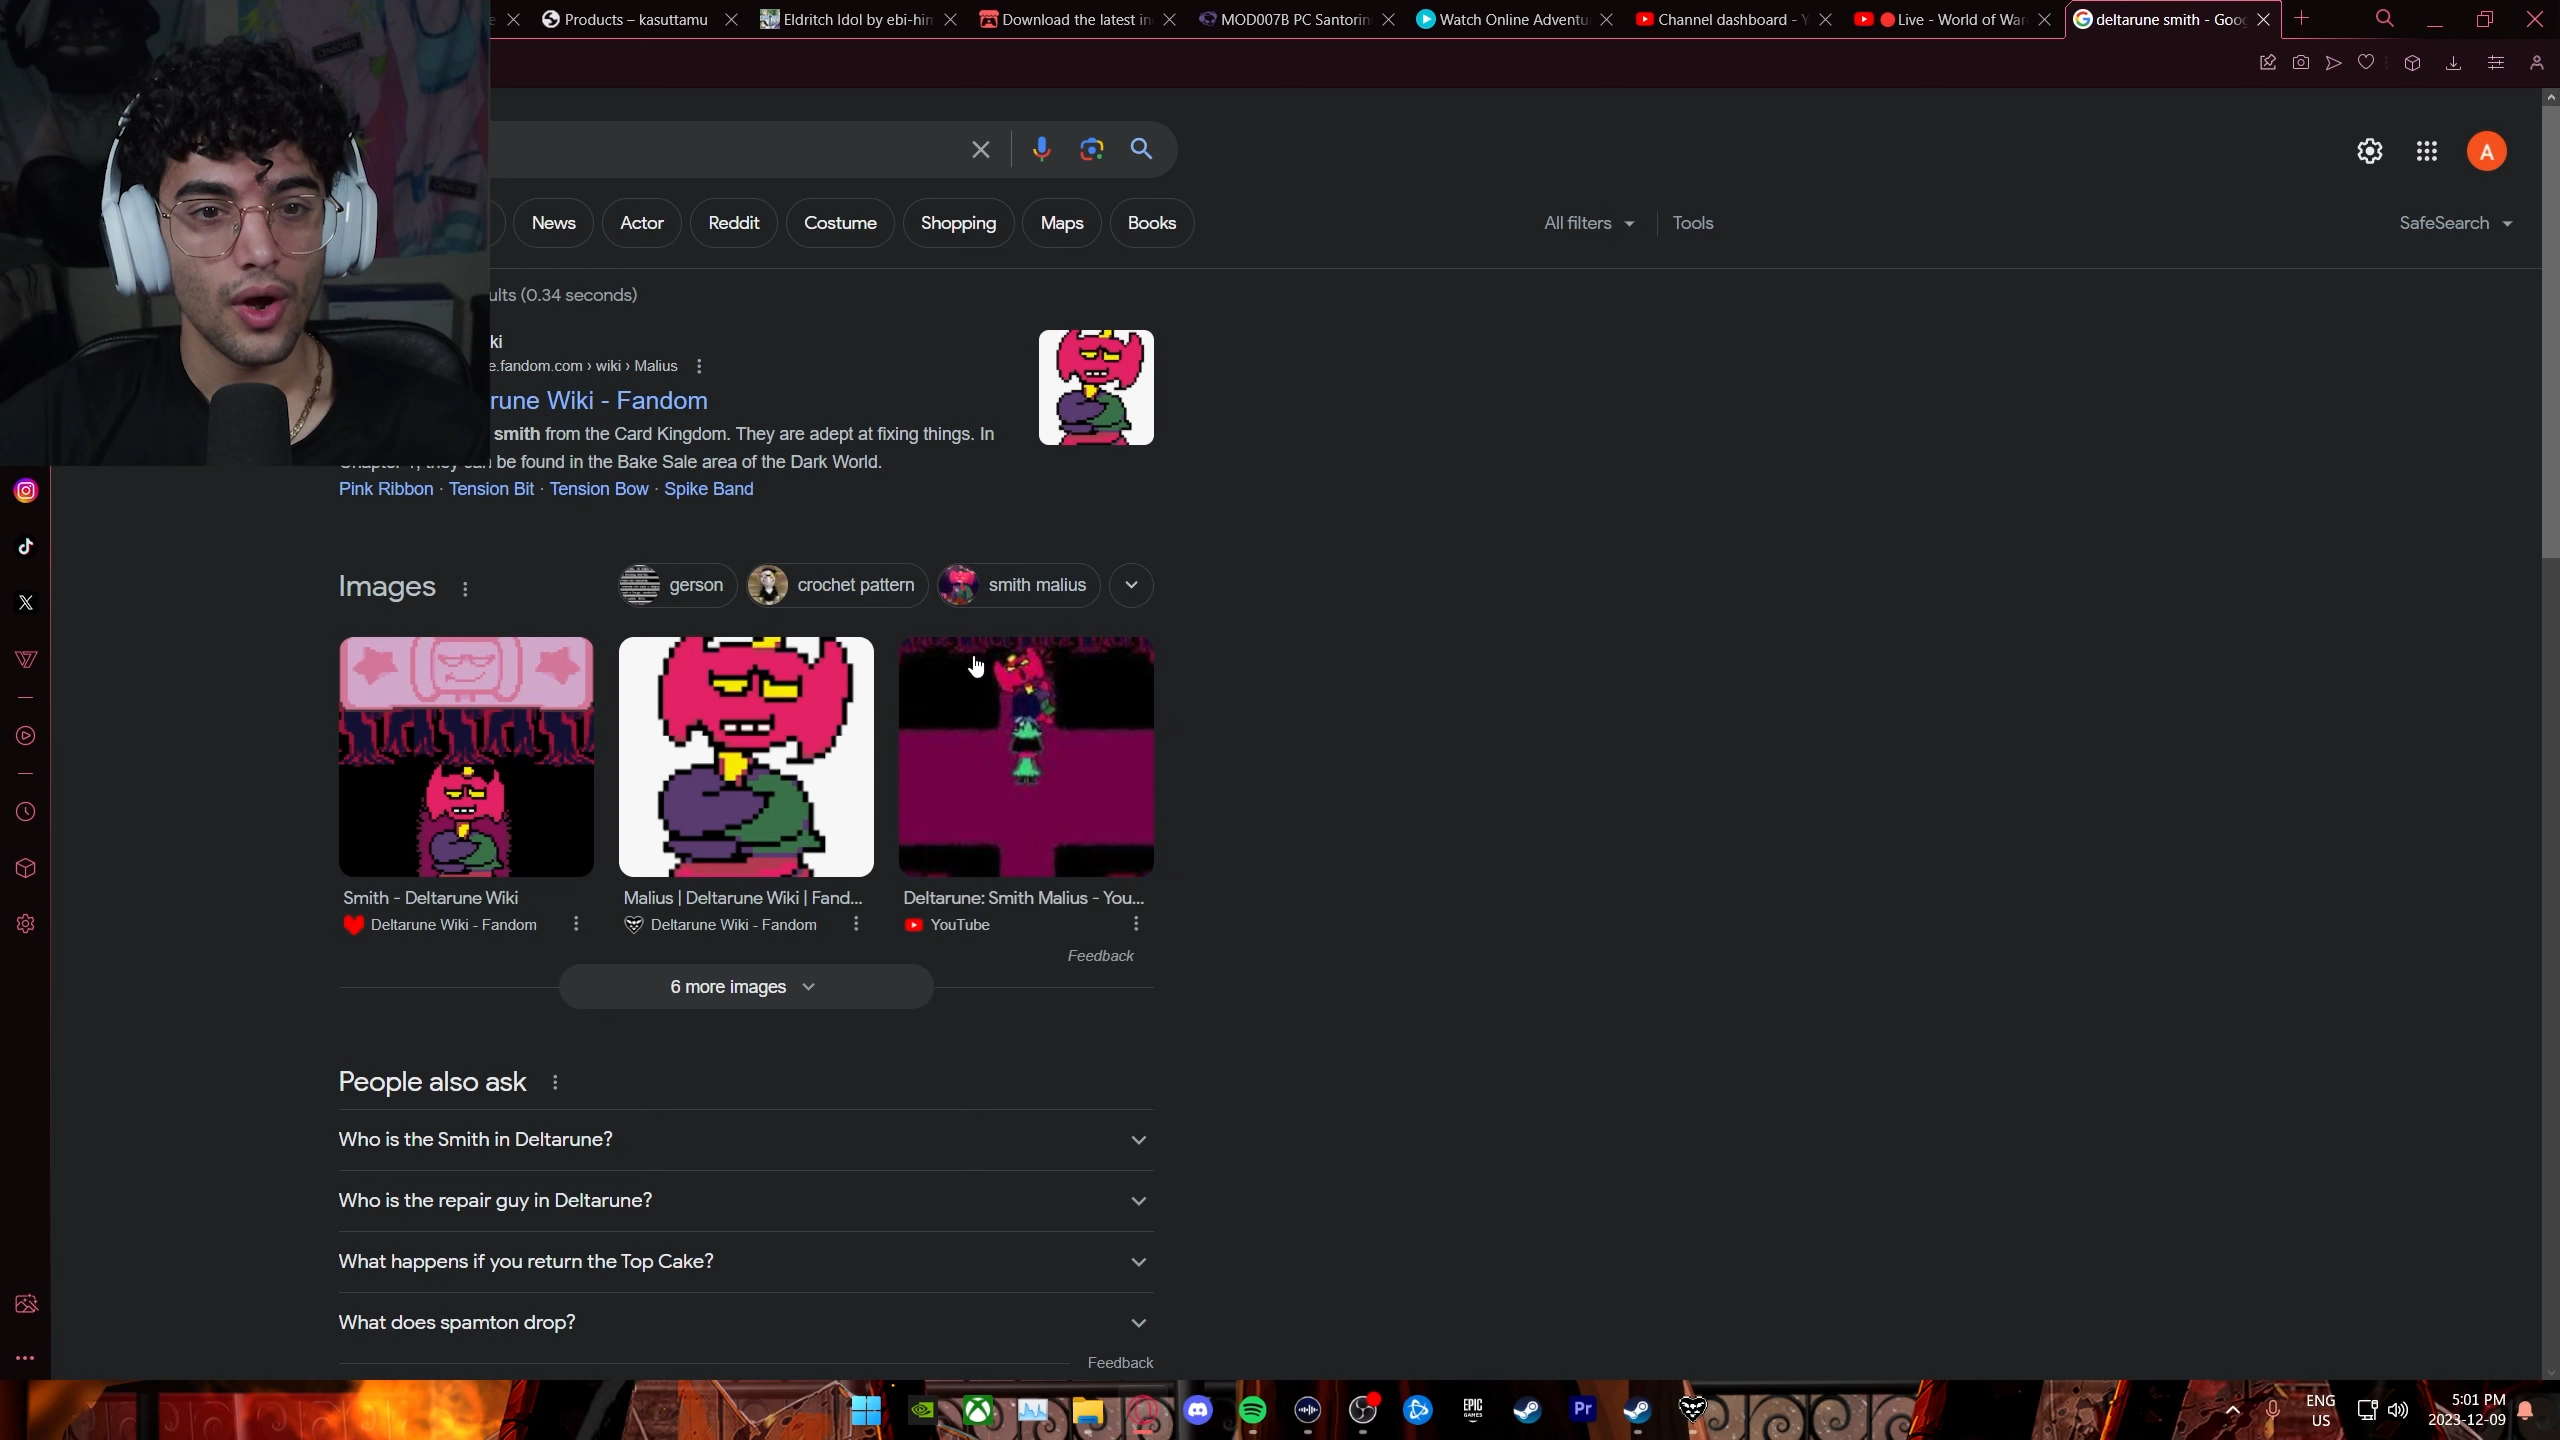 Products – kasuttamu
Eldritch Idol by ebi-hi
Download the latest in
MOD007B PC Santorin
Watch Online Adventu
Channel dashboard - Y
Live - World of War
deltarune smith - Goo
News
Actor
Reddit
Costume
Shopping
Maps
Books
All filters
Tools
SafeSearch
A
ults (0.34 seconds)
ki
e.fandom.com › wiki › Malius
rune Wiki - Fandom
smith from the Card Kingdom. They are adept at fixing things. In
be found in the Bake Sale area of the Dark World.
Pink Ribbon · Tension Bit · Tension Bow · Spike Band
Images
gerson
crochet pattern
smith malius
Smith - Deltarune Wiki
Deltarune Wiki - Fandom
Malius | Deltarune Wiki | Fand...
Deltarune Wiki - Fandom
Deltarune: Smith Malius - You...
YouTube
Feedback
6 more images
People also ask
Who is the Smith in Deltarune?
Who is the repair guy in Deltarune?
What happens if you return the Top Cake?
What does spamton drop?
Feedback
EPIC
GAMES
Pr
ENG
US
5:01 PM
2023-12-09